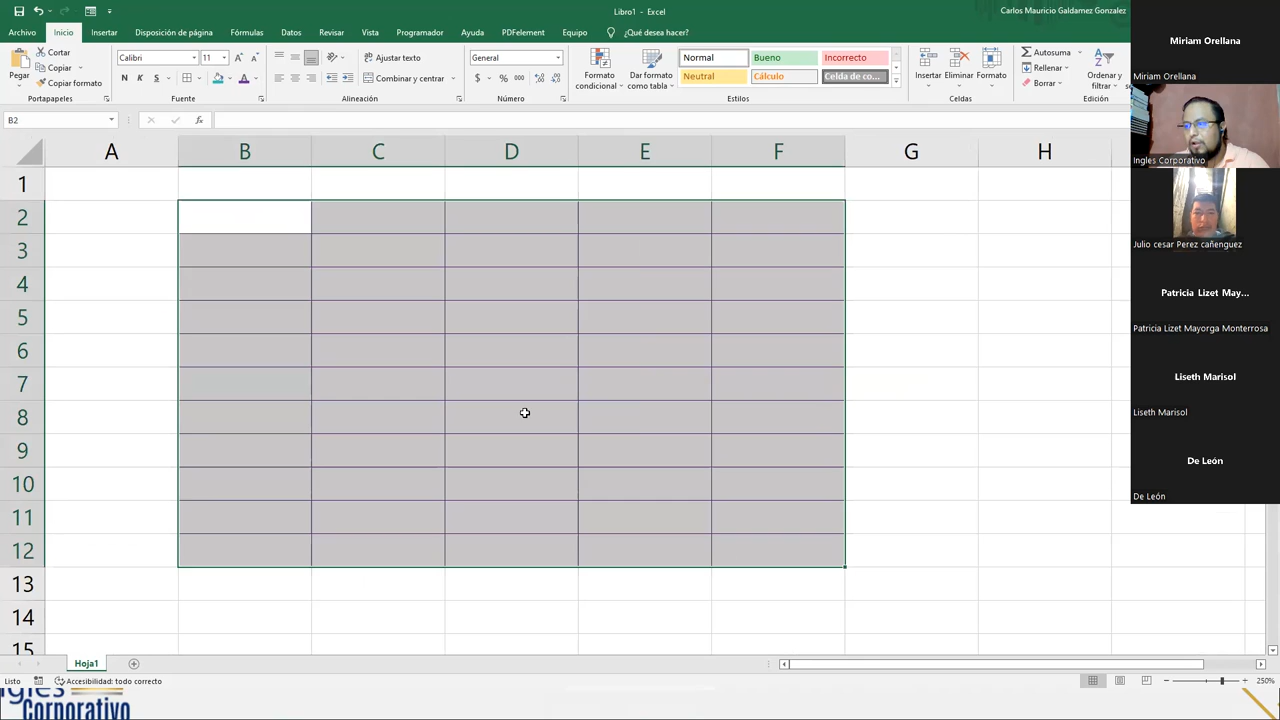 Libro1 - Excel
Carlos Mauricio Galdamez Gonzalez
Archivo Inicio Insertar Disposición de página Fórmulas Datos Revisar Vista Programador Ayuda PDFelement Equipo ¿Qué desea hacer?
Pegar
Cortar
Copiar
Copiar formato
Portapapeles
Calibri 11
N K S
Fuente
Ajustar texto
Combinar y centrar
Alineación
General
$ % 000
Número
Formato condicional
Dar formato como tabla
Normal Bueno Incorrecto
Neutral Cálculo Celda de co...
Estilos
Insertar Eliminar Formato
Celdas
Autosuma
Rellenar
Borrar
Ordenar y filtrar
Edición
B2
fx
A B C D E F G H
1
2
3
4
5
6
7
8
9
10
11
12
13
14
15
Hoja1
Listo
Accesibilidad: todo correcto
250%
Ingles
Corporativo
Miriam Orellana
Miriam Orellana
Ingles Corporativo
Julio cesar Perez cañenguez
Patricia Lizet May...
Patricia Lizet Mayorga Monterrosa
Liseth Marisol
Liseth Marisol
De León
De León